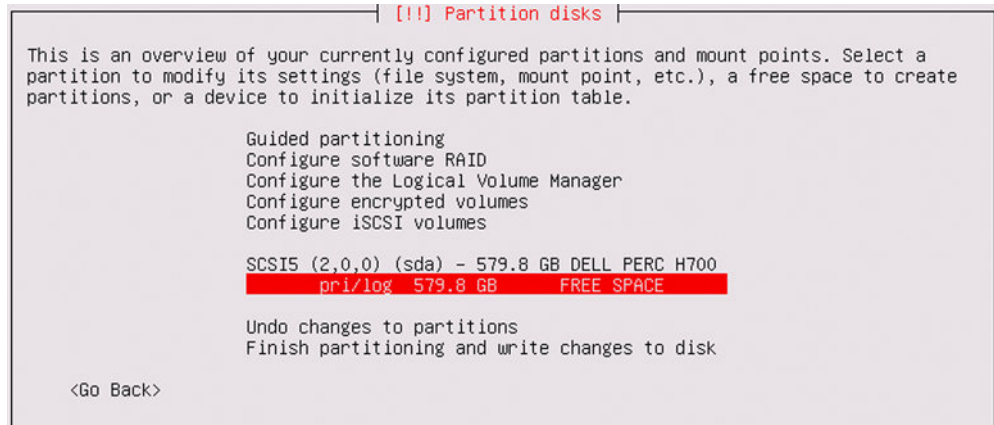 [!!] Partition disks
This is an overview of your currently configured partitions and mount points. Select a
partition to modify its settings (file system, mount point, etc.), a free space to create
partitions, or a device to initialize its partition table.
Guided partitioning
Configure software RAID
Configure the Logical Volume Manager
Configure encrypted volumes
Configure iSCSI volumes
SCSI5 (2,0,0) (sda) - 579.8 GB DELL PERC H700
pri/log 579.8 GB FREE SPACE
Undo changes to partitions
Finish partitioning and write changes to disk
<Go Back>